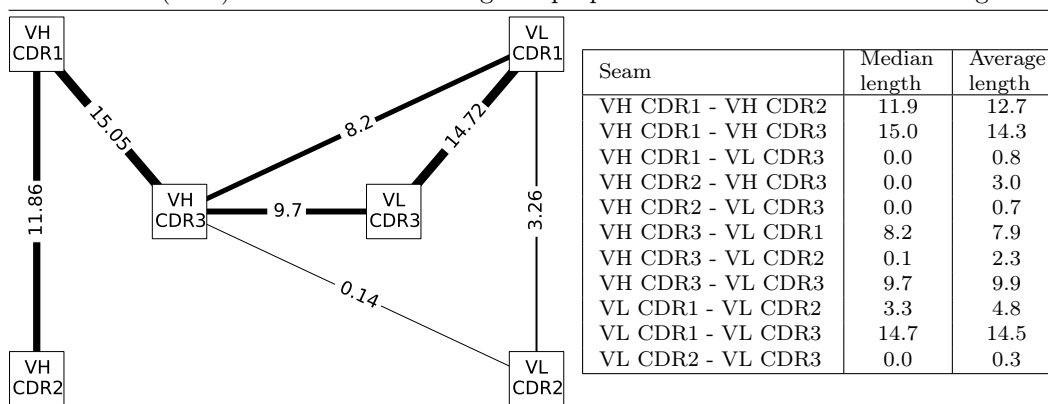 VH
CDR1
VL
CDR1
15.05
8.2
14.72
VH
CDR3
9.7
VL
CDR3
11.86
3.26
0.14
VH
CDR2
VL
CDR2
Seam Median length Average length
VH CDR1 - VH CDR2 11.9 12.7
VH CDR1 - VH CDR3 15.0 14.3
VH CDR1 - VL CDR3 0.0 0.8
VH CDR2 - VH CDR3 0.0 3.0
VH CDR2 - VL CDR3 0.0 0.7
VH CDR3 - VL CDR1 8.2 7.9
VH CDR3 - VL CDR2 0.1 2.3
VH CDR3 - VL CDR3 9.7 9.9
VL CDR1 - VL CDR2 3.3 4.8
VL CDR1 - VL CDR3 14.7 14.5
VL CDR2 - VL CDR3 0.0 0.3